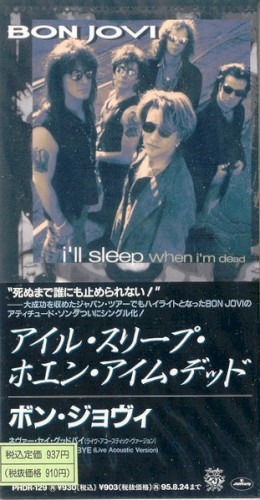 BON JOVI
i'll sleep when i'm dead
"死ぬまで誰にも止められない!"
——大成功を収めたジャパン・ツアーでもハイライトとなったBON JOVIの
アティチュード・ソングついにシングル化!
アイル・スリープ・
ホエン・アイム・デッド
ボン・ジョヴィ
ネヴァー・セイ・グッドバイ(ライヴ・アコースティック・ヴァージョン)
BYE (Live Acoustic Version)
税込定価 937円
(税抜価格 910円)
PHDR-129 ¥930(税込)/¥903(税抜価格) 95.8.24まで
mercury